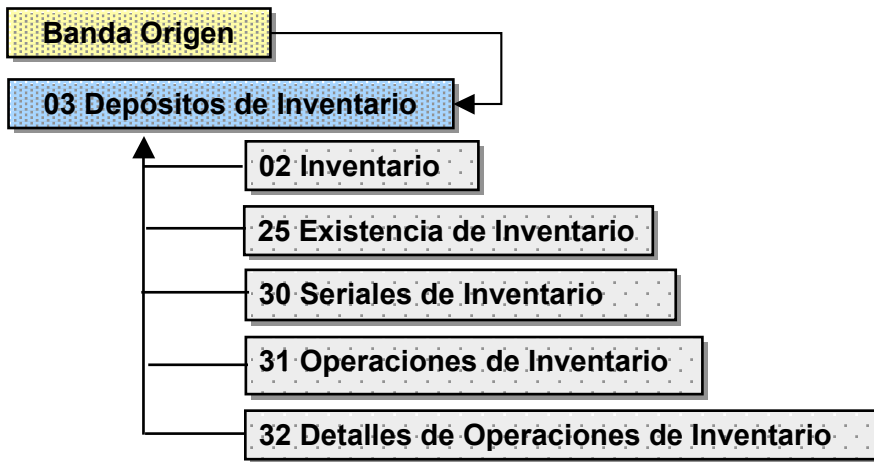 Banda Origen
03 Depósitos de Inventario
02 Inventario
25 Existencia de Inventario
30 Seriales de Inventario
31 Operaciones de Inventario
32 Detalles de Operaciones de Inventario